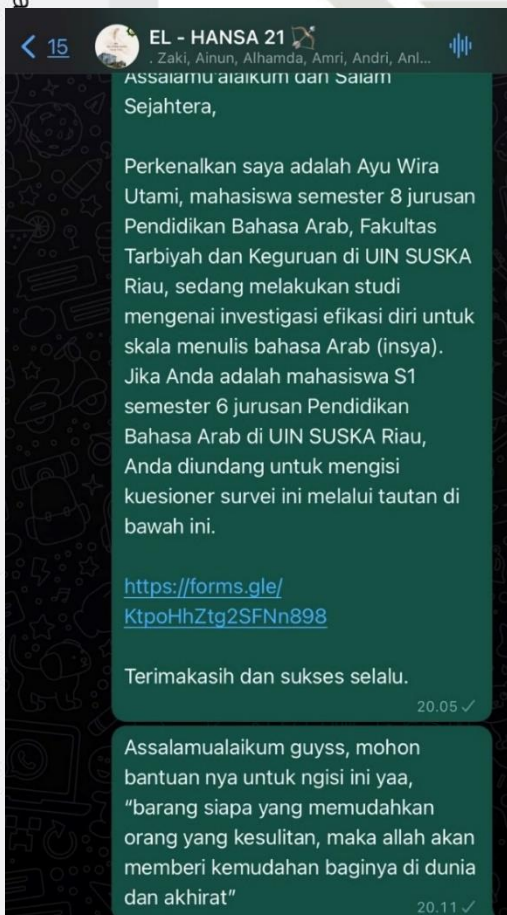 15
EL - HANSA 21
. Zaki, Ainun, Alhamda, Amri, Andri, Anl...
Assalamu'alaikum dan Salam
Sejahtera,
Perkenalkan saya adalah Ayu Wira
Utami, mahasiswa semester 8 jurusan
Pendidikan Bahasa Arab, Fakultas
Tarbiyah dan Keguruan di UIN SUSKA
Riau, sedang melakukan studi
mengenai investigasi efikasi diri untuk
skala menulis bahasa Arab (insya).
Jika Anda adalah mahasiswa S1
semester 6 jurusan Pendidikan
Bahasa Arab di UIN SUSKA Riau,
Anda diundang untuk mengisi
kuesioner survei ini melalui tautan di
bawah ini.
https://forms.gle/
KtpoHhZtg2SFNn898
Terimakasih dan sukses selalu.
20.05
Assalamualaikum guyss, mohon
bantuan nya untuk ngisi ini yaa,
“barang siapa yang memudahkan
orang yang kesulitan, maka allah akan
memberi kemudahan baginya di dunia
dan akhirat”
20.11